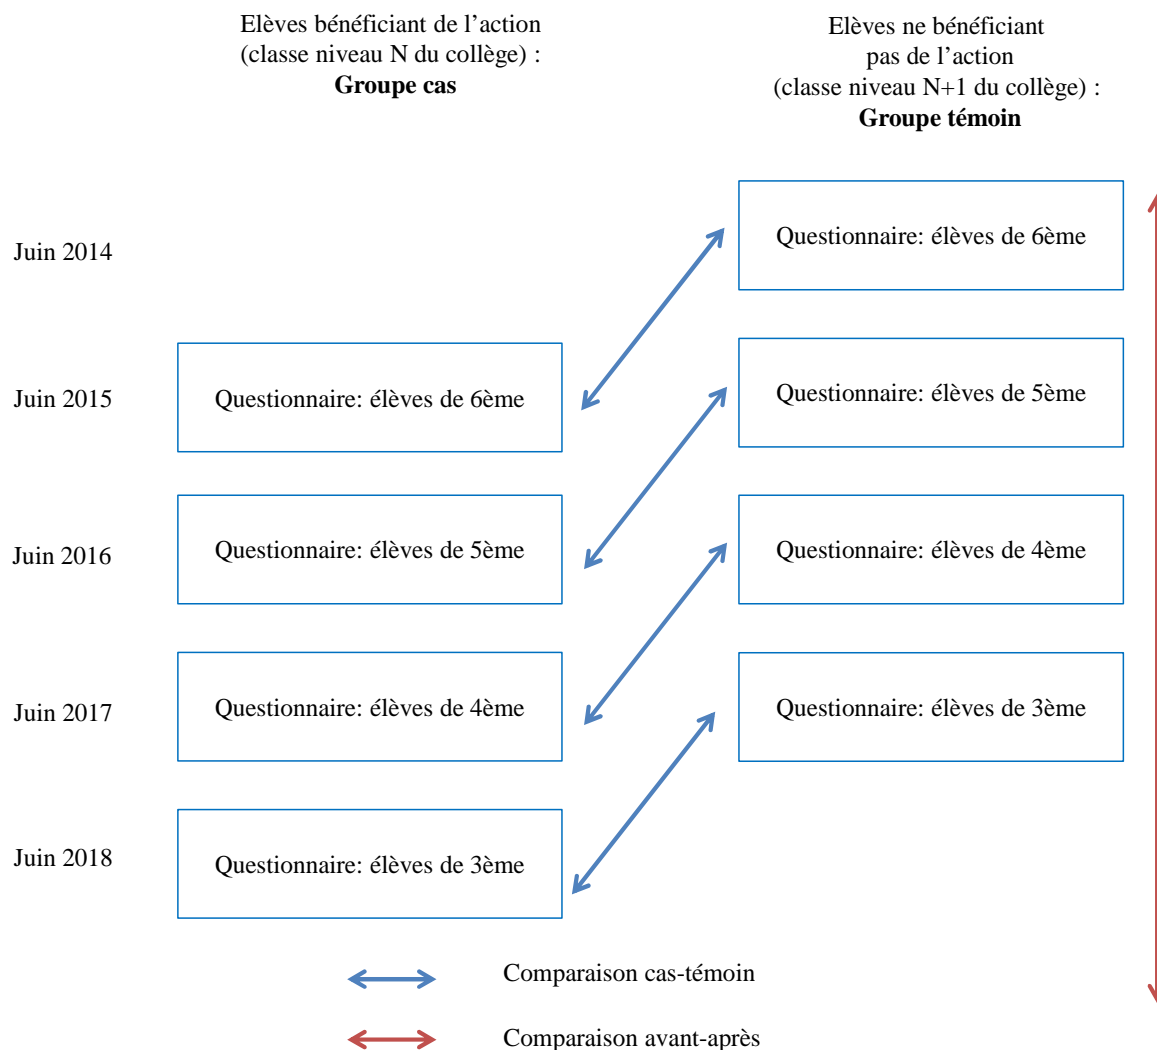 Elèves bénéficiant de l’action
(classe niveau N du collège) :
Groupe cas
Elèves ne bénéficiant
pas de l’action
(classe niveau N+1 du collège) :
Groupe témoin
Juin 2014
Questionnaire: élèves de 6ème
Juin 2015
Questionnaire: élèves de 6ème
Questionnaire: élèves de 5ème
Juin 2016
Questionnaire: élèves de 5ème
Questionnaire: élèves de 4ème
Juin 2017
Questionnaire: élèves de 4ème
Questionnaire: élèves de 3ème
Juin 2018
Questionnaire: élèves de 3ème
Comparaison cas-témoin
Comparaison avant-après